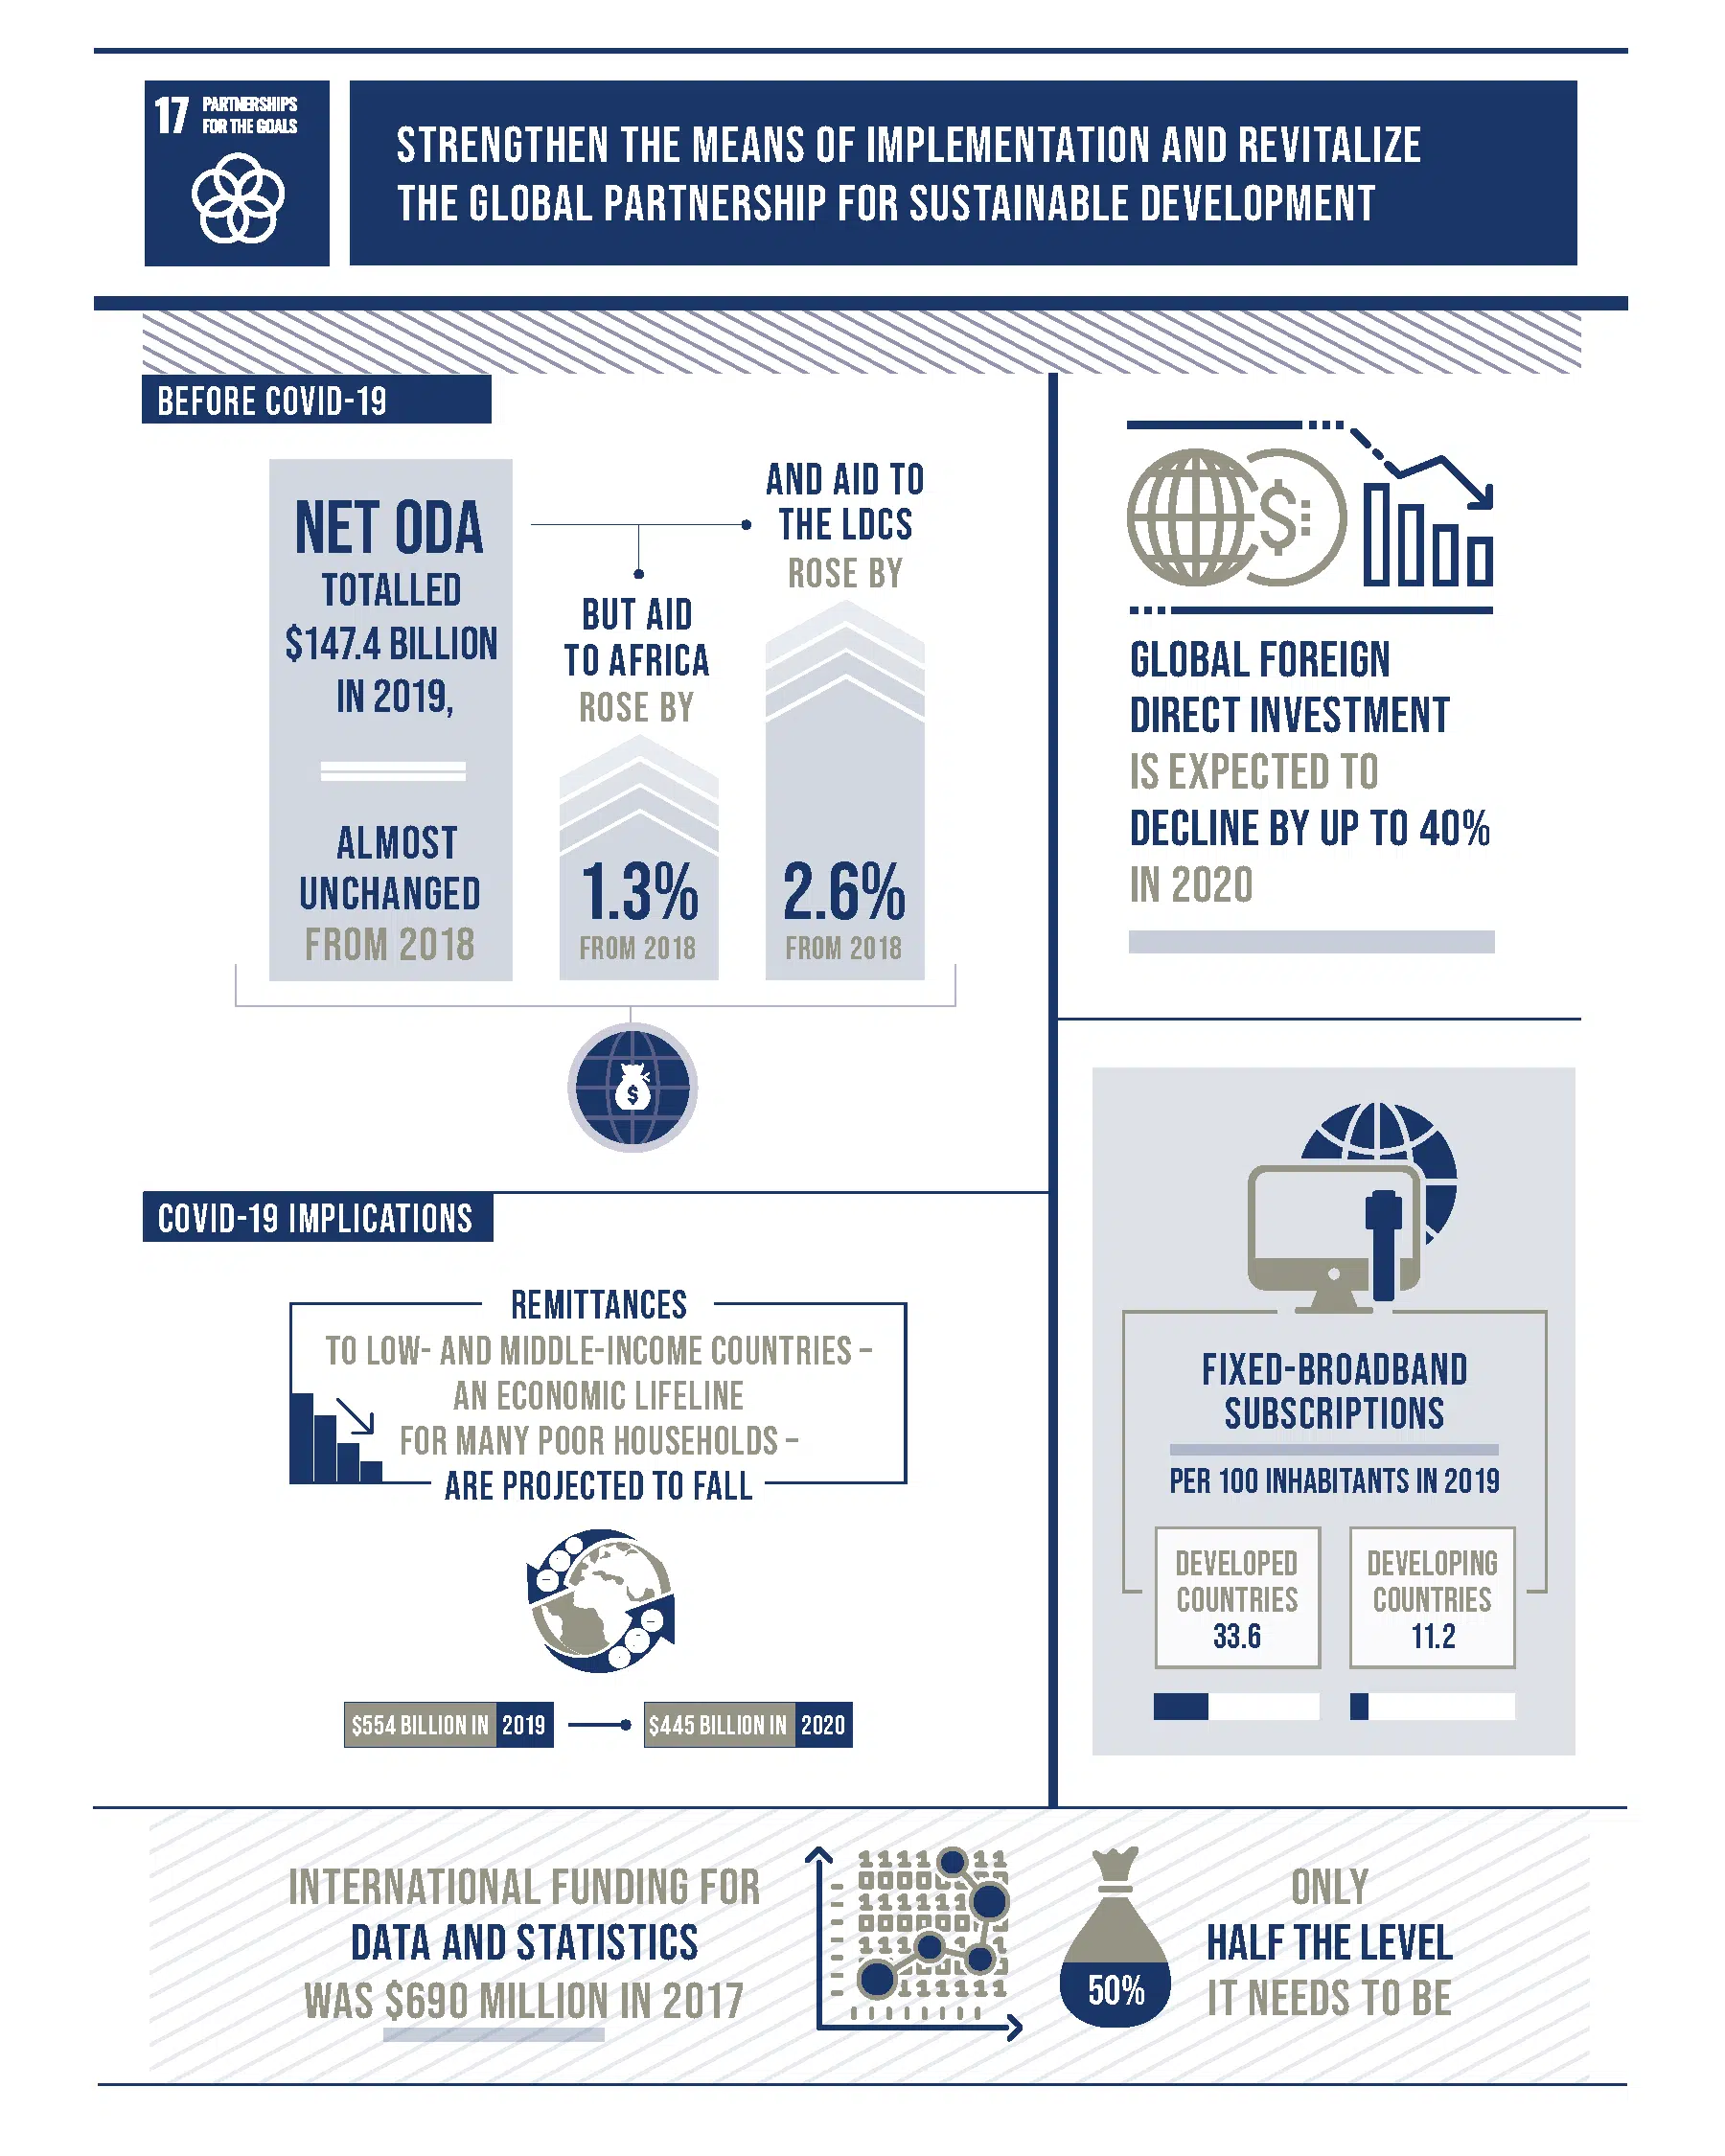 17 PARTNERSHIPS
FOR THE GOALS
STRENGTHEN THE MEANS OF IMPLEMENTATION AND REVITALIZE
THE GLOBAL PARTNERSHIP FOR SUSTAINABLE DEVELOPMENT
BEFORE COVID-19
NET ODA
TOTALLED
$147.4 BILLION
IN 2019,
ALMOST
UNCHANGED
FROM 2018
BUT AID
TO AFRICA
ROSE BY
1.3%
FROM 2018
AND AID TO
THE LDCS
ROSE BY
2.6%
FROM 2018
$
$
GLOBAL FOREIGN
DIRECT INVESTMENT
IS EXPECTED TO
DECLINE BY UP TO 40%
IN 2020
COVID-19 IMPLICATIONS
REMITTANCES
TO LOW- AND MIDDLE-INCOME COUNTRIES –
AN ECONOMIC LIFELINE
FOR MANY POOR HOUSEHOLDS –
ARE PROJECTED TO FALL
$554 BILLION IN 2019
$445 BILLION IN 2020
FIXED-BROADBAND
SUBSCRIPTIONS
PER 100 INHABITANTS IN 2019
DEVELOPED
COUNTRIES
33.6
DEVELOPING
COUNTRIES
11.2
INTERNATIONAL FUNDING FOR
DATA AND STATISTICS
WAS $690 MILLION IN 2017
50%
ONLY
HALF THE LEVEL
IT NEEDS TO BE